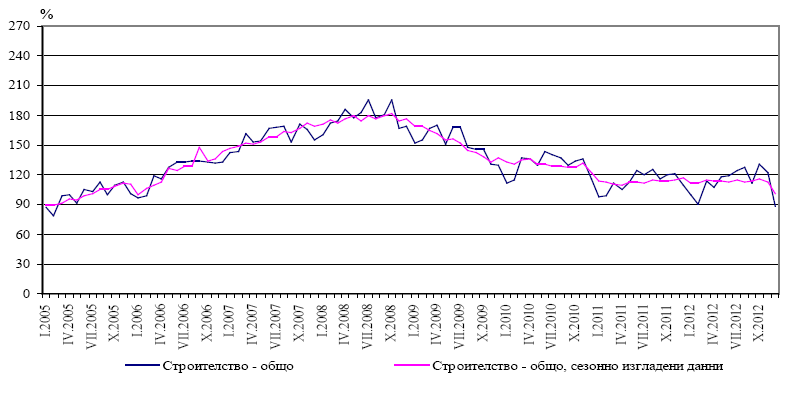 %
270
240
210
180
150
120
90
60
30
0
I.2005
IV.2005
VII.2005
X.2005
I.2006
IV.2006
VII.2006
X.2006
I.2007
IV.2007
VII.2007
X.2007
I.2008
IV.2008
VII.2008
X.2008
I.2009
IV.2009
VII.2009
X.2009
I.2010
IV.2010
VII.2010
X.2010
I.2011
IV.2011
VII.2011
X.2011
I.2012
IV.2012
VII.2012
X.2012
Строителство - общо
Строителство - общо, сезонно изгладени данни